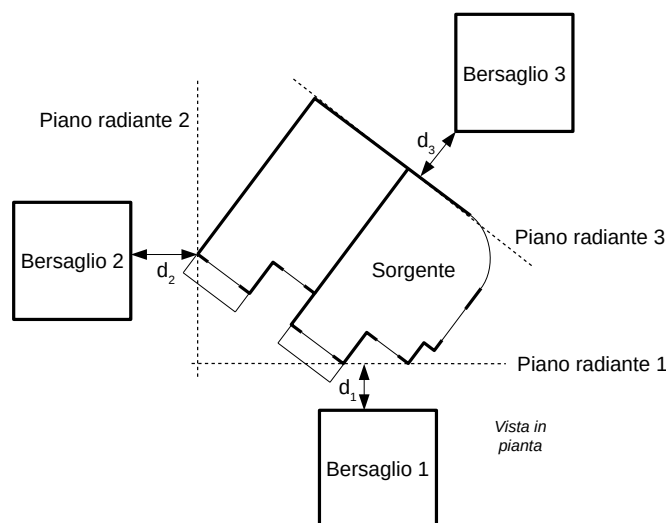 Bersaglio 3
Piano radiante 2
d3
Piano radiante 3
Bersaglio 2
d2
Sorgente
Piano radiante 1
d1
Vista in
pianta
Bersaglio 1